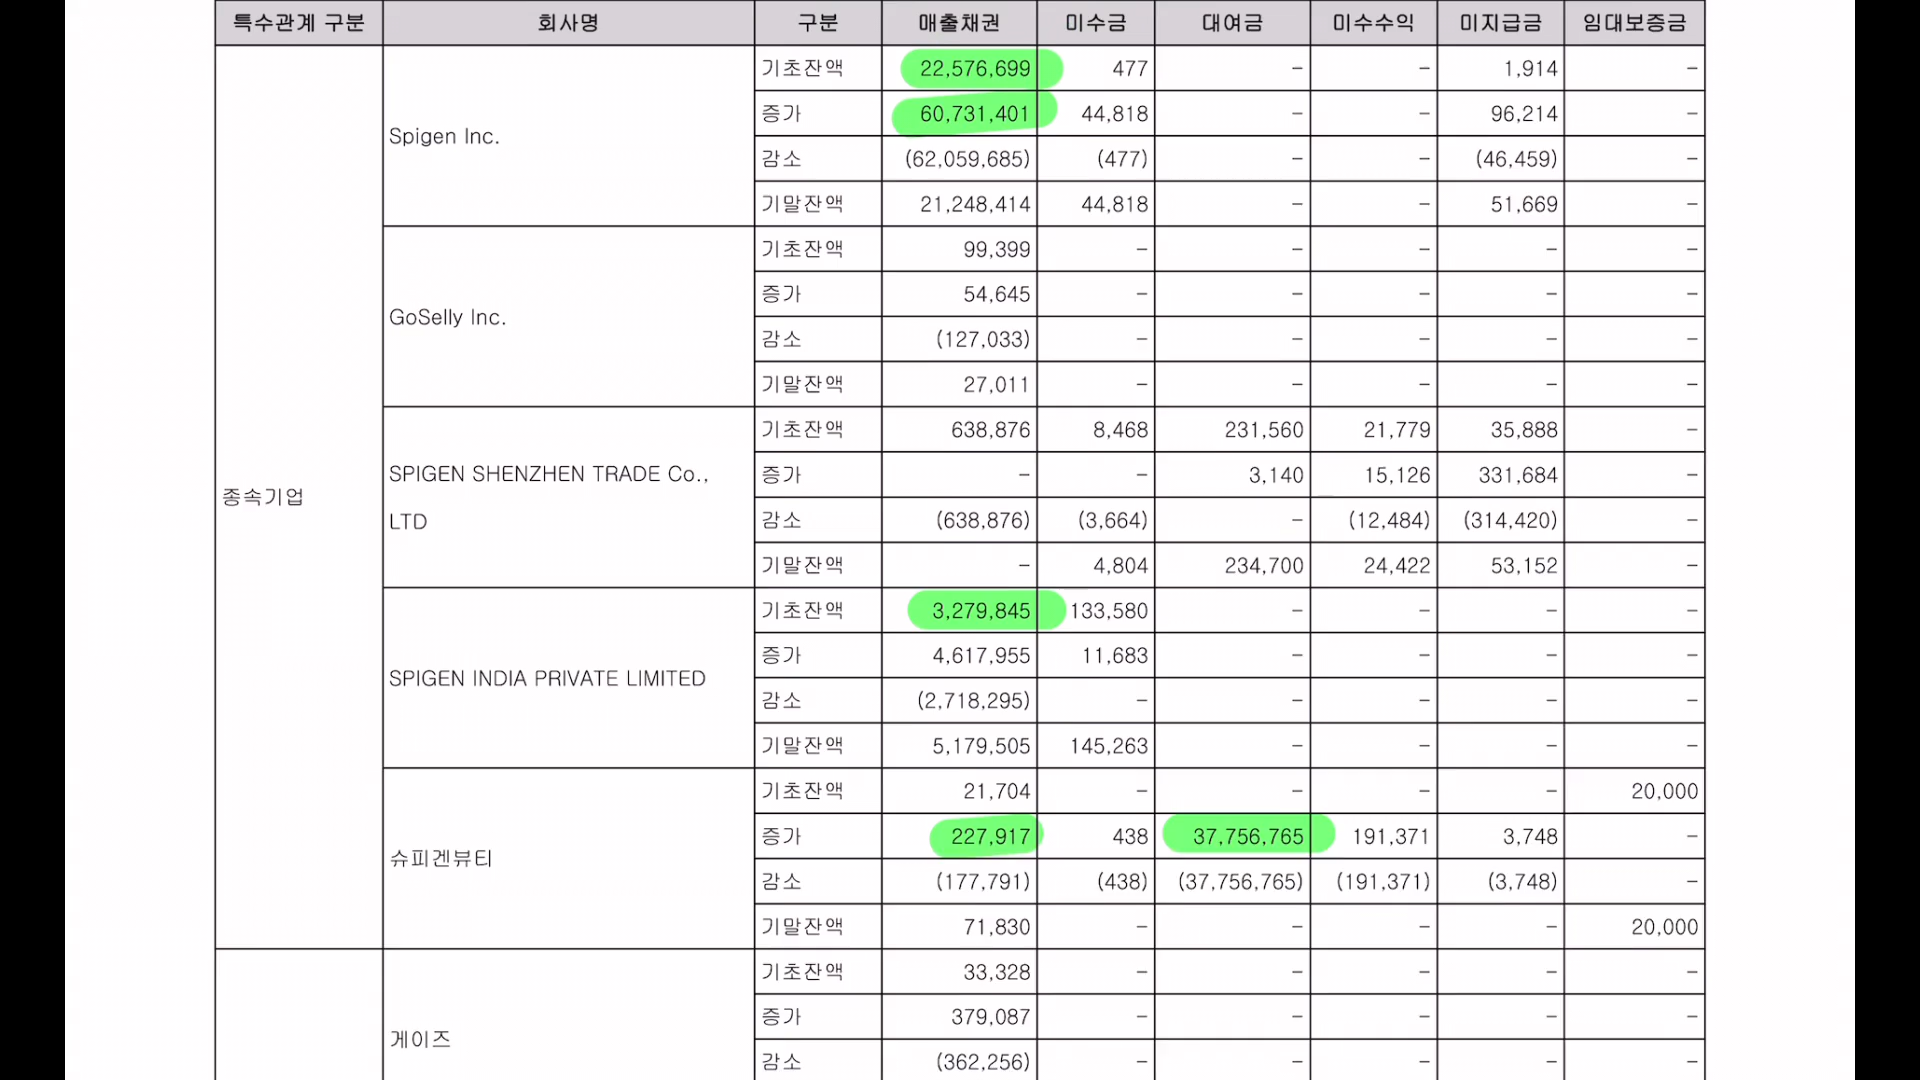 특수관계 구분 회사명 구분 매출채권 미수금 대여금 미수수익 미지급금 임대보증금
종속기업 Spigen Inc. 기초잔액 22,576,699 477 – – 1,914 –
증가 60,731,401 44,818 – – 96,214 –
감소 (62,059,685) (477) – – (46,459) –
기말잔액 21,248,414 44,818 – – 51,669 –
GoSelly Inc. 기초잔액 99,399 – – – – –
증가 54,645 – – – – –
감소 (127,033) – – – – –
기말잔액 27,011 – – – – –
SPIGEN SHENZHEN TRADE Co.,
LTD
기초잔액 638,876 8,468 231,560 21,779 35,888 –
증가 – – 3,140 15,126 331,684 –
감소 (638,876) (3,664) – (12,484) (314,420) –
기말잔액 – 4,804 234,700 24,422 53,152 –
SPIGEN INDIA PRIVATE LIMITED 기초잔액 3,279,845 133,580 – – – –
증가 4,617,955 11,683 – – – –
감소 (2,718,295) – – – – –
기말잔액 5,179,505 145,263 – – – –
슈피겐뷰티 기초잔액 21,704 – – – – 20,000
증가 227,917 438 37,756,765 191,371 3,748 –
감소 (177,791) (438) (37,756,765) (191,371) (3,748) –
기말잔액 71,830 – – – – 20,000
게이즈 기초잔액 33,328 – – – – –
증가 379,087 – – – – –
감소 (362,256) – – – – –